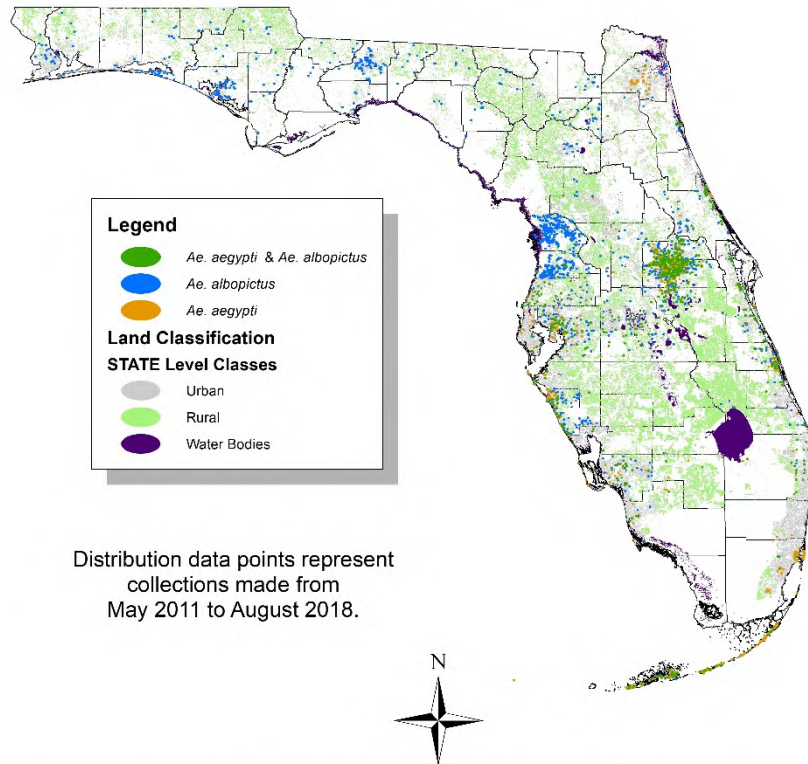 Legend
Ae. aegypti & Ae. albopictus
Ae. albopictus
Ae. aegypti
Land Classification
STATE Level Classes
Urban
Rural
Water Bodies
Distribution data points represent
collections made from
May 2011 to August 2018.
N